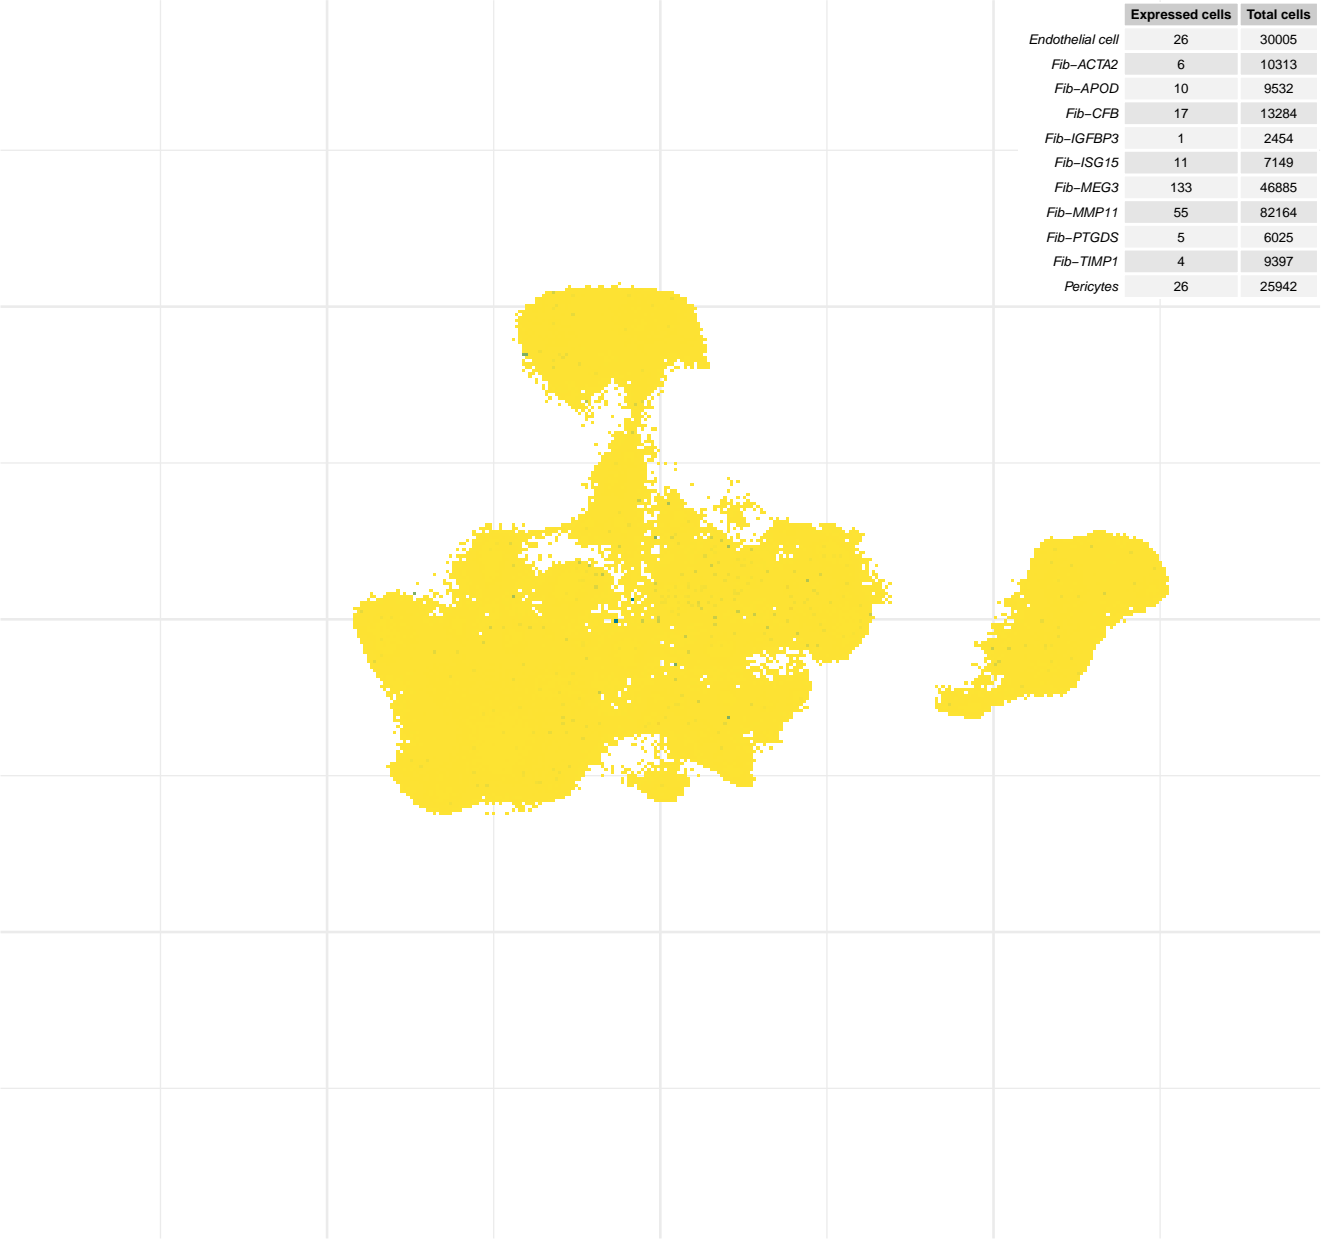 Expressed cells Total cells
Endothelial cell 26 30005
Fib−ACTA2 6 10313
Fib−APOD 10 9532
Fib−CFB 17 13284
Fib−IGFBP3 1 2454
Fib−ISG15 11 7149
Fib−MEG3 133 46885
Fib−MMP11 55 82164
Fib−PTGDS 5 6025
Fib−TIMP1 4 9397
Pericytes 26 25942